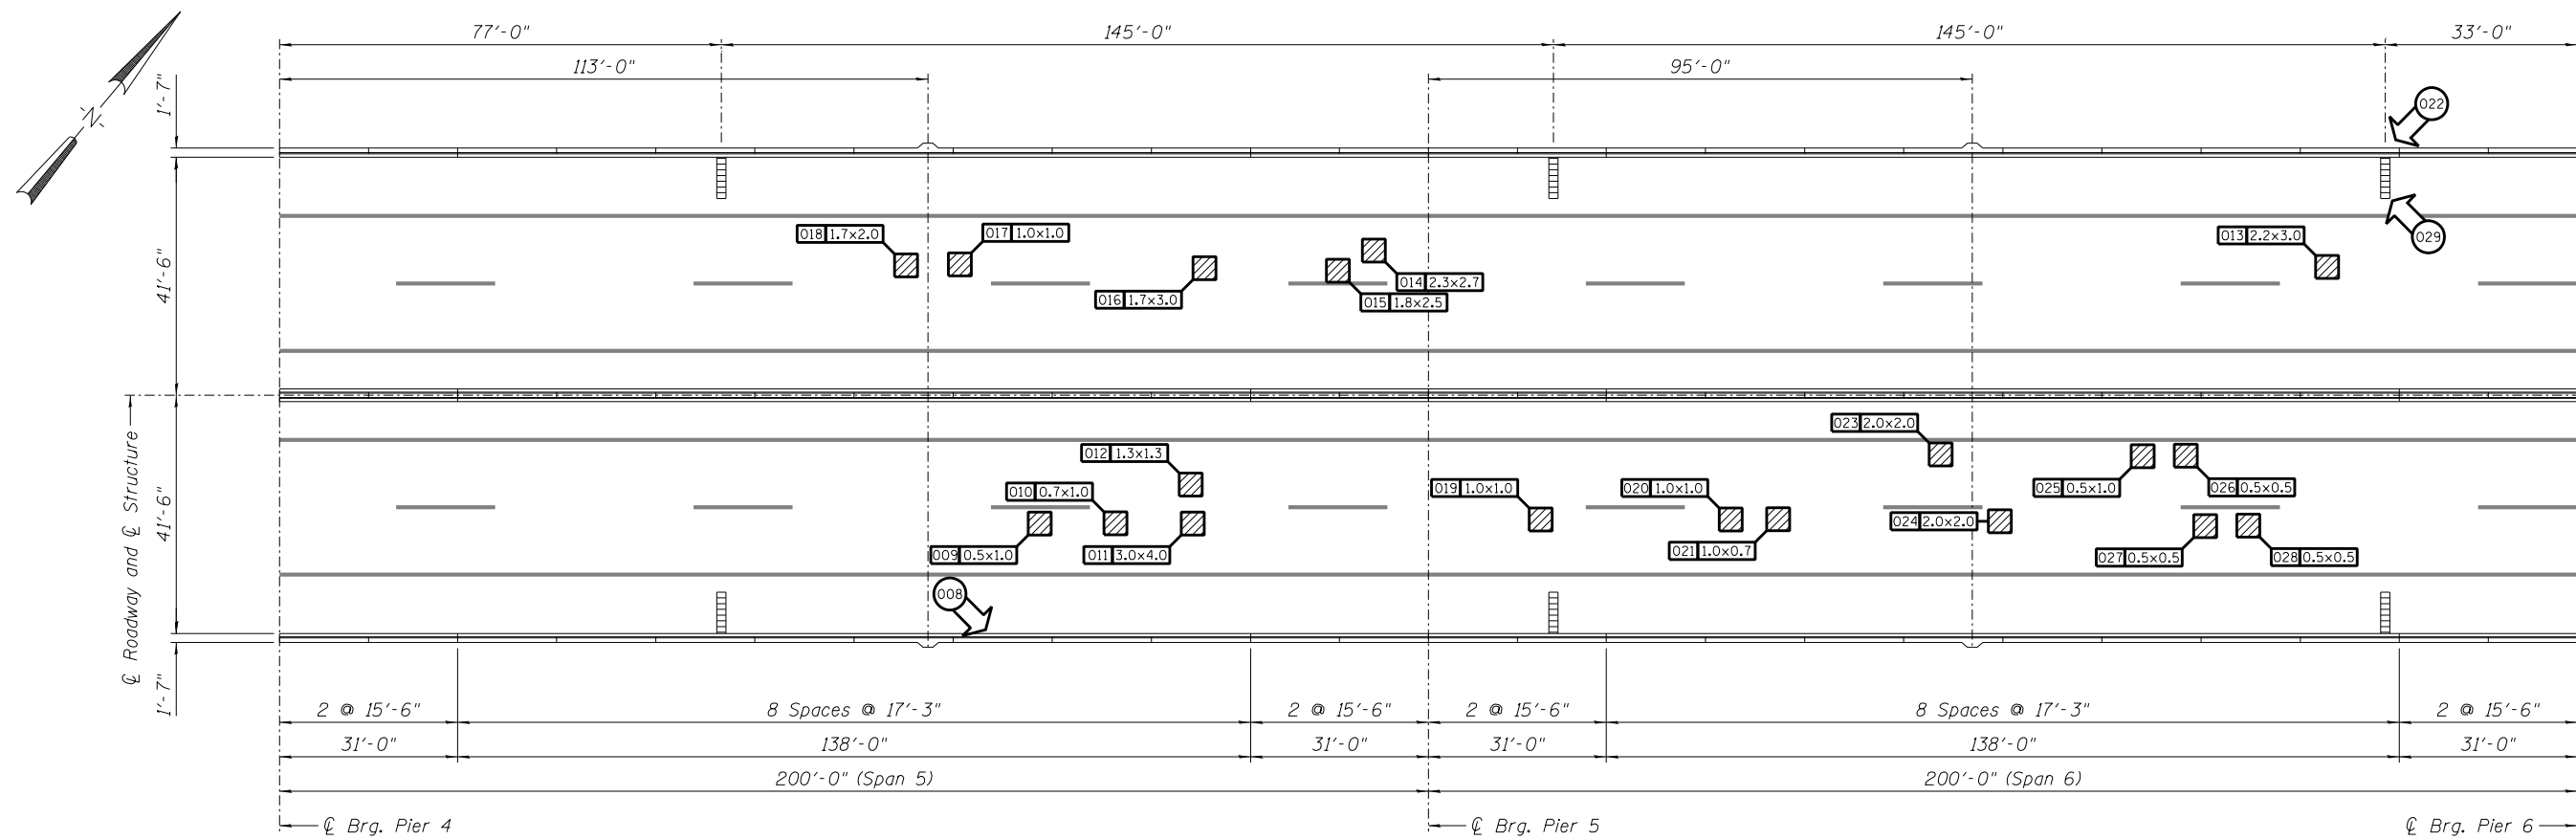 77'-0"
145'-0"
145'-0"
33'-0"
113'-0"
95'-0"
1'-7"
N
022
018 1.7x2.0
017 1.0x1.0
013 2.2x3.0
029
41'-6"
014 2.3x2.7
016 1.7x3.0
015 1.8x2.5
℄ Roadway and ℄ Structure
023 2.0x2.0
012 1.3x1.3
010 0.7x1.0
019 1.0x1.0
020 1.0x1.0
025 0.5x1.0
026 0.5x0.5
41'-6"
024 2.0x2.0
009 0.5x1.0
011 3.0x4.0
021 1.0x0.7
027 0.5x0.5
028 0.5x0.5
008
1'-7"
2 @ 15'-6"
8 Spaces @ 17'-3"
2 @ 15'-6"
2 @ 15'-6"
8 Spaces @ 17'-3"
2 @ 15'-6"
31'-0"
138'-0"
31'-0"
31'-0"
138'-0"
31'-0"
200'-0" (Span 5)
200'-0" (Span 6)
℄ Brg. Pier 4
℄ Brg. Pier 5
℄ Brg. Pier 6